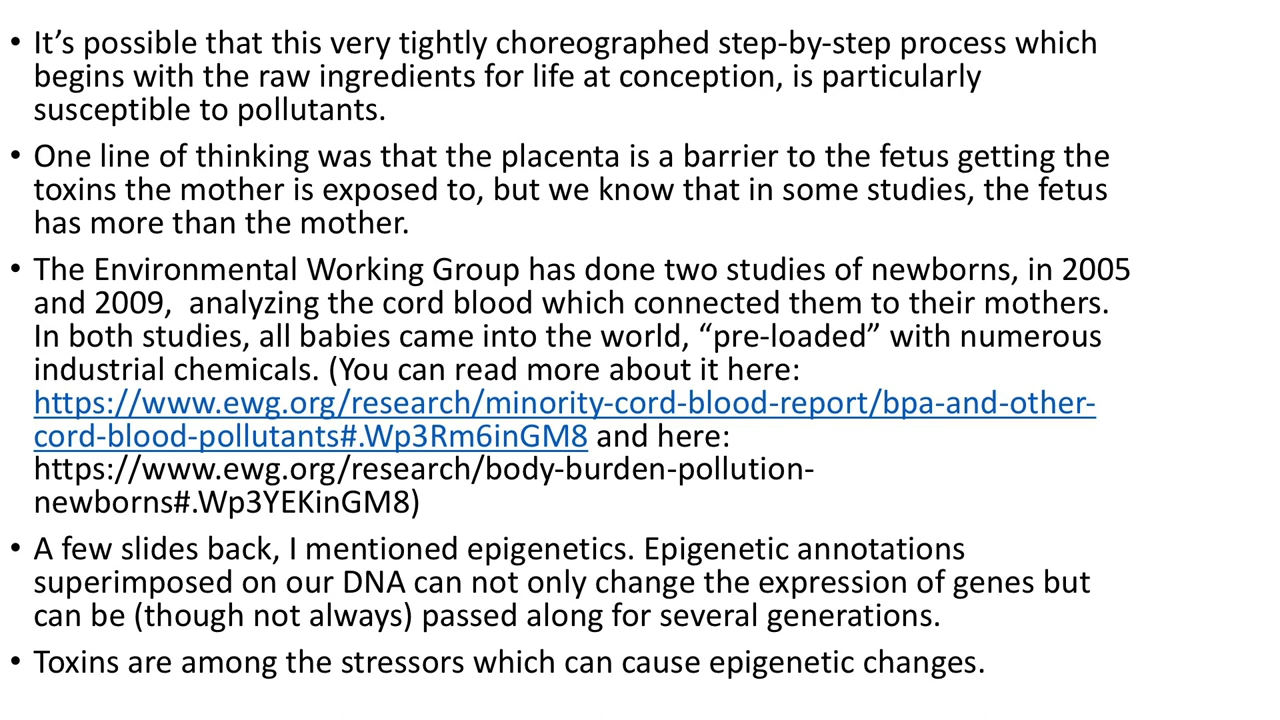 • It’s possible that this very tightly choreographed step-by-step process which
begins with the raw ingredients for life at conception, is particularly
susceptible to pollutants.
• One line of thinking was that the placenta is a barrier to the fetus getting the
toxins the mother is exposed to, but we know that in some studies, the fetus
has more than the mother.
• The Environmental Working Group has done two studies of newborns, in 2005
and 2009,  analyzing the cord blood which connected them to their mothers.
In both studies, all babies came into the world, “pre-loaded” with numerous
industrial chemicals. (You can read more about it here:
https://www.ewg.org/research/minority-cord-blood-report/bpa-and-other-
cord-blood-pollutants#.Wp3Rm6inGM8 and here:
https://www.ewg.org/research/body-burden-pollution-
newborns#.Wp3YEKinGM8)
• A few slides back, I mentioned epigenetics. Epigenetic annotations
superimposed on our DNA can not only change the expression of genes but
can be (though not always) passed along for several generations.
• Toxins are among the stressors which can cause epigenetic changes.